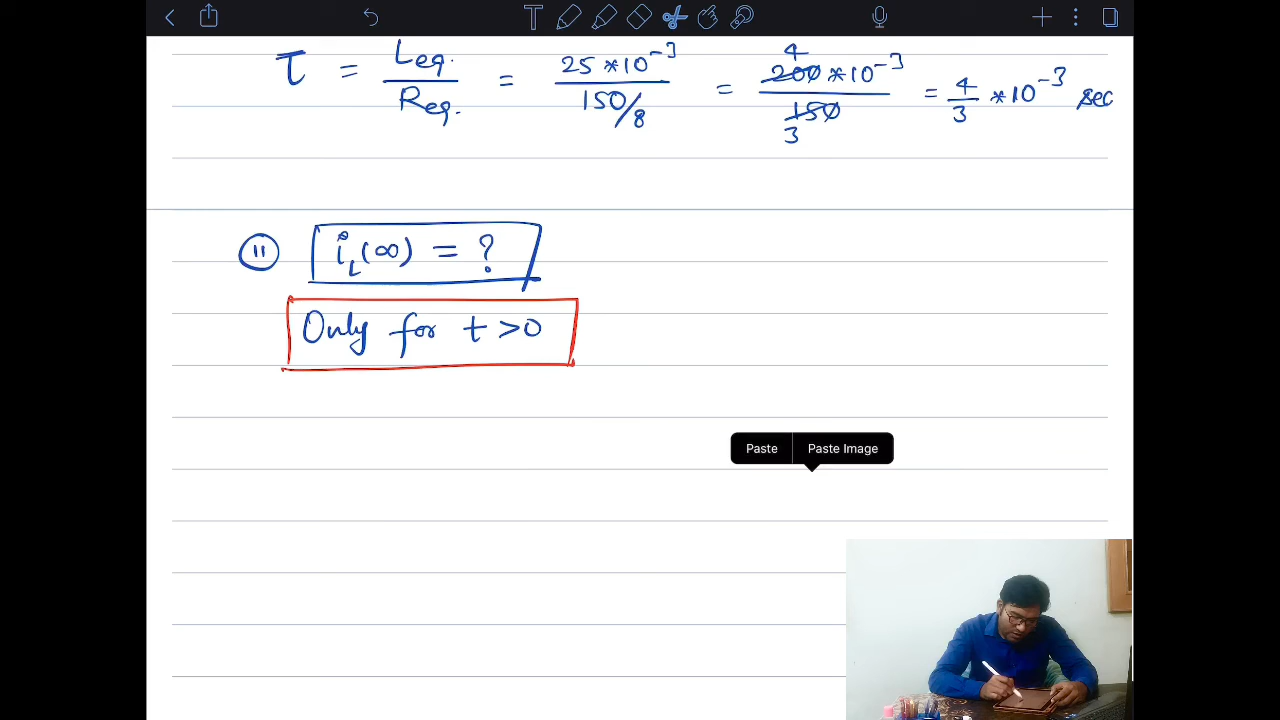 τ = Leq. / Req. = 25 * 10⁻³ / 150/8 = 4 200 * 10⁻³ / 150 3 = 4/3 * 10⁻³ sec
(11) i_L(∞) = ?
Only for t > 0
Paste Paste Image